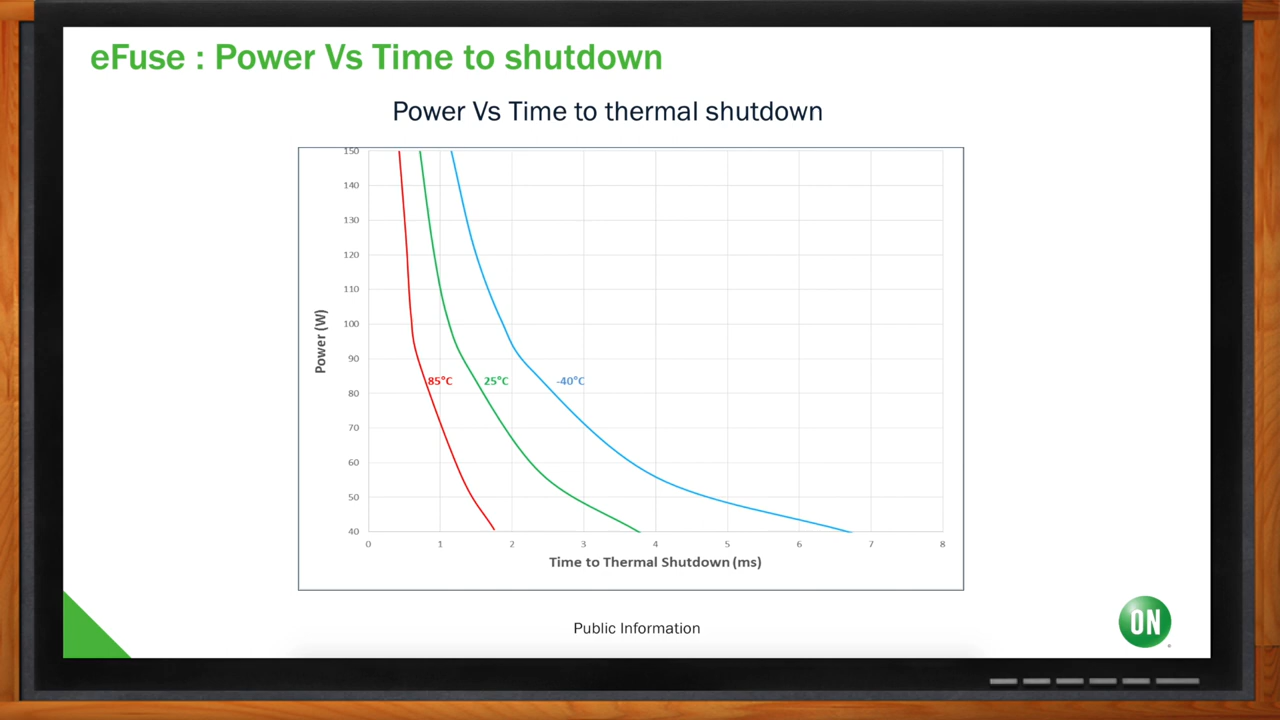 eFuse : Power Vs Time to shutdown
Power Vs Time to thermal shutdown
150
140
130
120
110
100
90
80
70
60
50
40
Power (W)
85°C
25°C
-40°C
0 1 2 3 4 5 6 7 8
Time to Thermal Shutdown (ms)
Public Information
ON